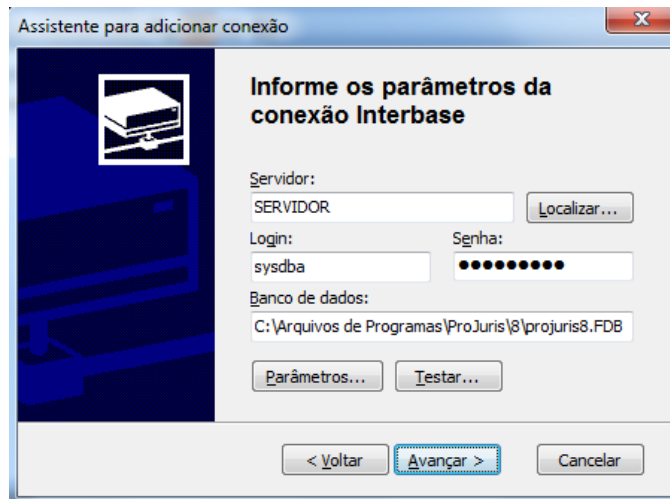 Assistente para adicionar conexão
Informe os parâmetros da
conexão Interbase
Servidor:
SERVIDOR
Localizar...
Login:
Senha:
sysdba
●●●●●●●●●
Banco de dados:
C:\Arquivos de Programas\ProJuris\8\projuris8.FDB
Parâmetros...
Testar...
< Voltar
Avançar >
Cancelar